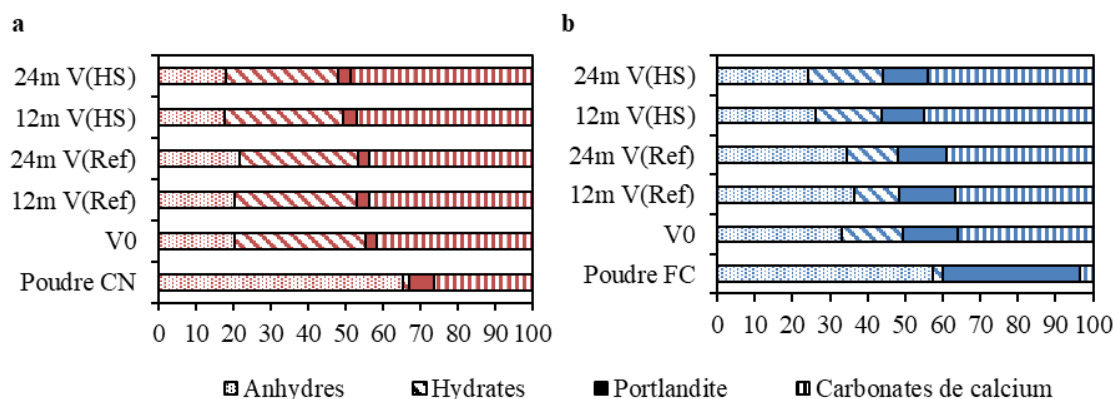 a
24m V(HS)
12m V(HS)
24m V(Ref)
12m V(Ref)
V0
Poudre CN
0 10 20 30 40 50 60 70 80 90 100
b
24m V(HS)
12m V(HS)
24m V(Ref)
12m V(Ref)
V0
Poudre FC
0 10 20 30 40 50 60 70 80 90 100
Anhydres Hydrates Portlandite Carbonates de calcium